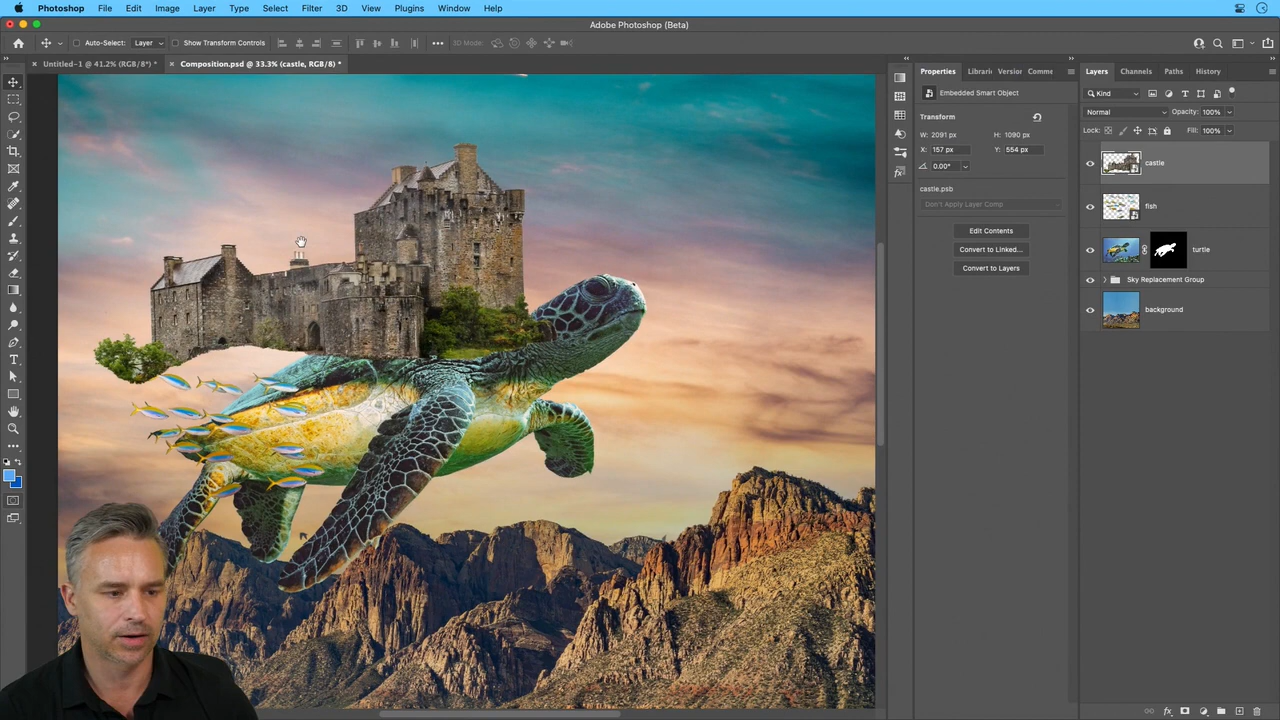 Photoshop File Edit Image Layer Type Select Filter 3D View Plugins Window Help
Adobe Photoshop (Beta)
Auto-Select: Layer Show Transform Controls 3D Mode:
Untitled-1 @ 41.2% (RGB/8*) * Composition.psd @ 33.3% (castle, RGB/8) *
Properties Librari Version Comme
Embedded Smart Object
Transform
W: 2091 px H: 1090 px
X: 157 px Y: 554 px
0.00°
castle.psb
Don't Apply Layer Comp
Edit Contents
Convert to Linked...
Convert to Layers
Layers Channels Paths History
Kind
Normal Opacity: 100%
Lock: Fill: 100%
castle
fish
turtle
Sky Replacement Group
background